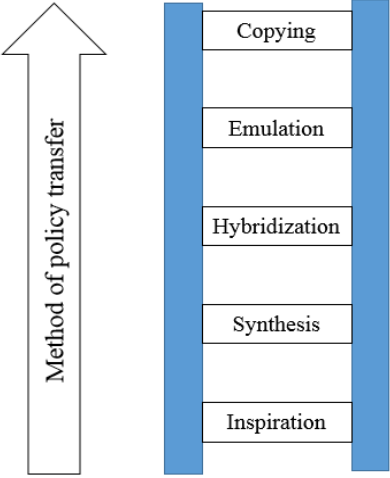 Method of policy transfer
Copying
Emulation
Hybridization
Synthesis
Inspiration